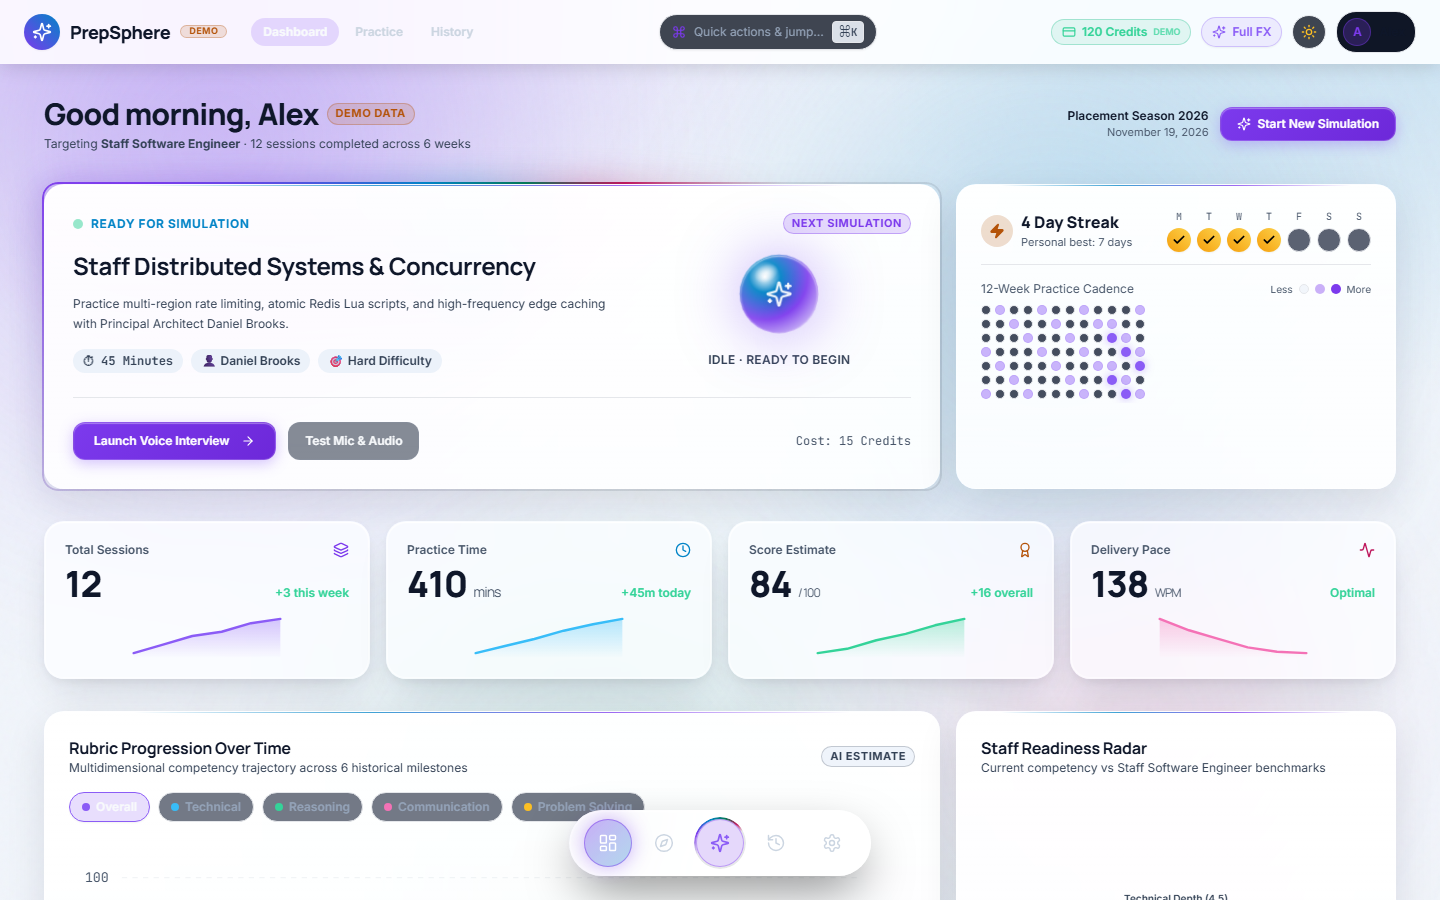 PrepSphere DEMO
Dashboard Practice History
Quick actions & jump... ⌘K
120 Credits DEMO
Full FX
A
Good morning, Alex DEMO DATA
Targeting Staff Software Engineer · 12 sessions completed across 6 weeks
Placement Season 2026
November 19, 2026
Start New Simulation
READY FOR SIMULATION
NEXT SIMULATION
Staff Distributed Systems & Concurrency
Practice multi-region rate limiting, atomic Redis Lua scripts, and high-frequency edge caching
with Principal Architect Daniel Brooks.
45 Minutes
Daniel Brooks
Hard Difficulty
IDLE · READY TO BEGIN
Launch Voice Interview →
Test Mic & Audio
Cost: 15 Credits
4 Day Streak
Personal best: 7 days
M T W T F S S
12-Week Practice Cadence
Less More
Total Sessions
12
+3 this week
Practice Time
410 mins
+45m today
Score Estimate
84 /100
+16 overall
Delivery Pace
138 WPM
Optimal
Rubric Progression Over Time
Multidimensional competency trajectory across 6 historical milestones
AI ESTIMATE
Overall
Technical
Reasoning
Communication
Problem Solving
100
Staff Readiness Radar
Current competency vs Staff Software Engineer benchmarks
Technical Depth (4.5)